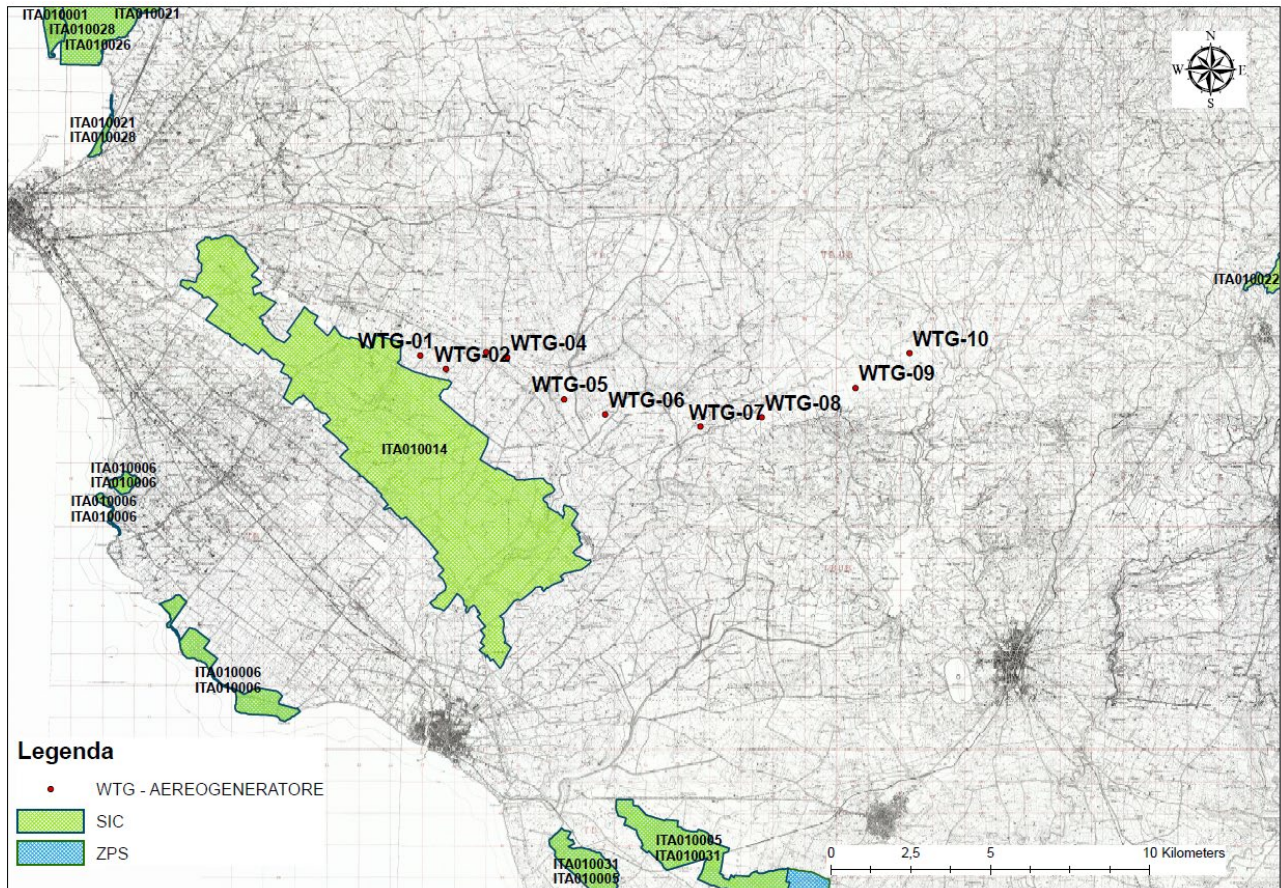 ITA010001
ITA010021
ITA010028
ITA010026
N
W
E
S
ITA010021
ITA010028
ITA010022
WTG-01
WTG-02
WTG-04
WTG-10
WTG-05
WTG-09
WTG-06
WTG-07
WTG-08
ITA010014
ITA010006
ITA010006
ITA010006
ITA010006
ITA010006
ITA010006
Legenda
WTG - AEREOGENERATORE
SIC
ZPS
ITA010005
ITA010031
ITA010031
ITA010005
0
2,5
5
10 Kilometers